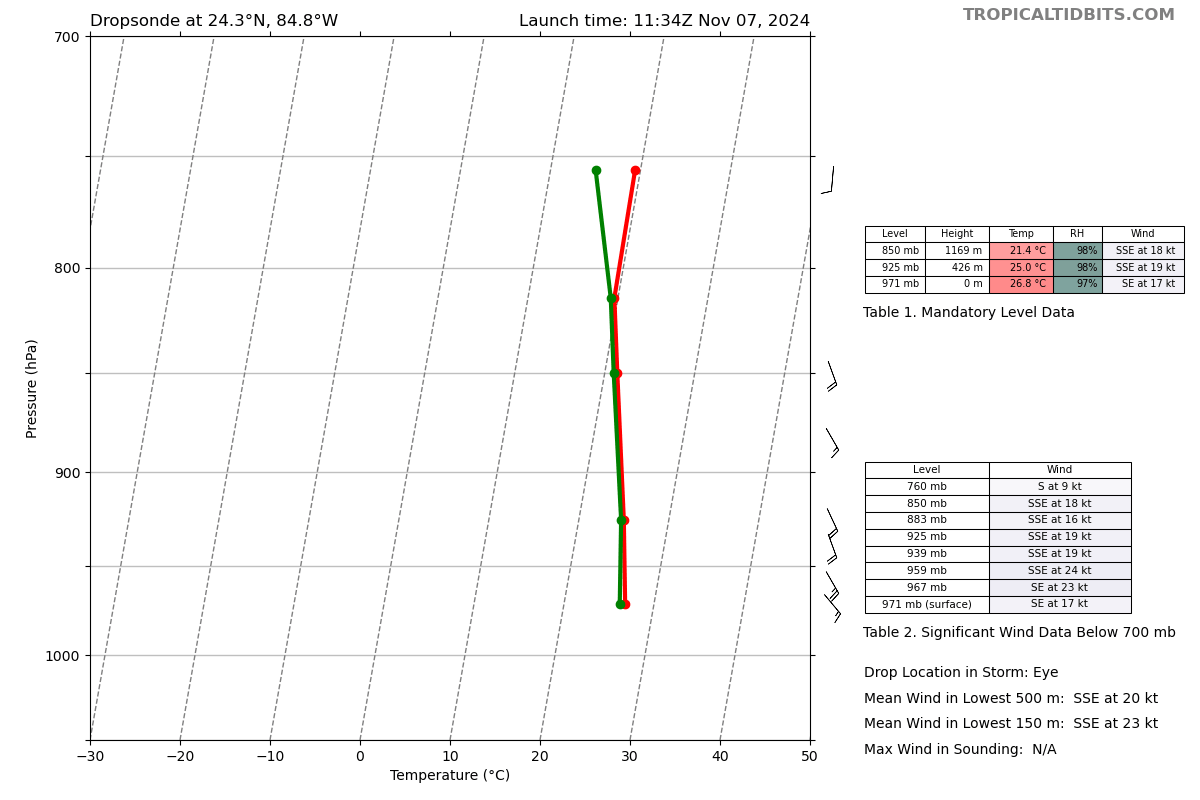 Dropsonde at 24.3°N, 84.8°W
Launch time: 11:34Z Nov 07, 2024
TROPICALTIDBITS.COM
700
800
900
1000
Pressure (hPa)
−30 −20 −10 0 10 20 30 40 50
Temperature (°C)
Level Height Temp RH Wind
850 mb 1169 m 21.4 °C 98% SSE at 18 kt
925 mb 426 m 25.0 °C 98% SSE at 19 kt
971 mb 0 m 26.8 °C 97% SE at 17 kt
Table 1. Mandatory Level Data
Level Wind
760 mb S at 9 kt
850 mb SSE at 18 kt
883 mb SSE at 16 kt
925 mb SSE at 19 kt
939 mb SSE at 19 kt
959 mb SSE at 24 kt
967 mb SE at 23 kt
971 mb (surface) SE at 17 kt
Table 2. Significant Wind Data Below 700 mb
Drop Location in Storm: Eye
Mean Wind in Lowest 500 m: SSE at 20 kt
Mean Wind in Lowest 150 m: SSE at 23 kt
Max Wind in Sounding: N/A